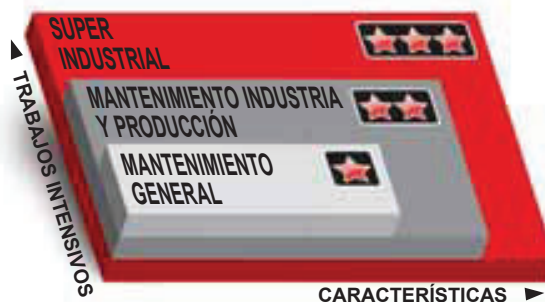 SUPER
INDUSTRIAL
MANTENIMIENTO INDUSTRIA
Y PRODUCCIÓN
MANTENIMIENTO
GENERAL
TRABAJOS INTENSIVOS
CARACTERÍSTICAS